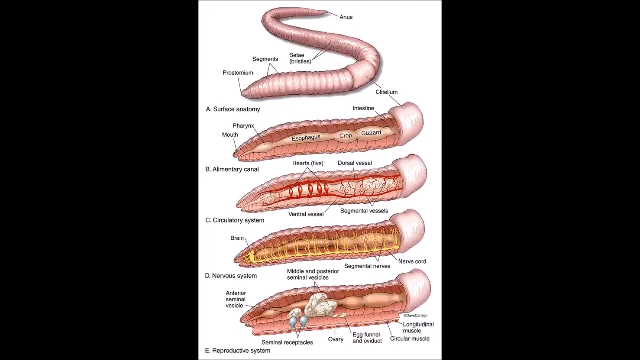 Anus
Setae
(bristles)
Segments
Prostomium
Clitellum
A. Surface anatomy
Intestine
Pharynx
Mouth
Esophagus
Crop
Gizzard
B. Alimentary canal
Hearts (five)
Dorsal vessel
Ventral vessel
Segmental vessels
C. Circulatory system
Brain
Nerve cord
Segmental nerves
D. Nervous system
Middle and posterior
seminal vesicles
Anterior
seminal
vesicle
Longitudinal
muscle
Circular muscle
Egg funnel
and oviduct
Ovary
Seminal receptacles
E. Reproductive system